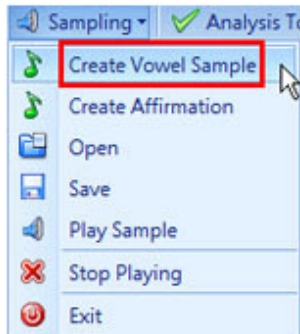 Sampling Analysis To
Create Vowel Sample
Create Affirmation
Open
Save
Play Sample
Stop Playing
Exit